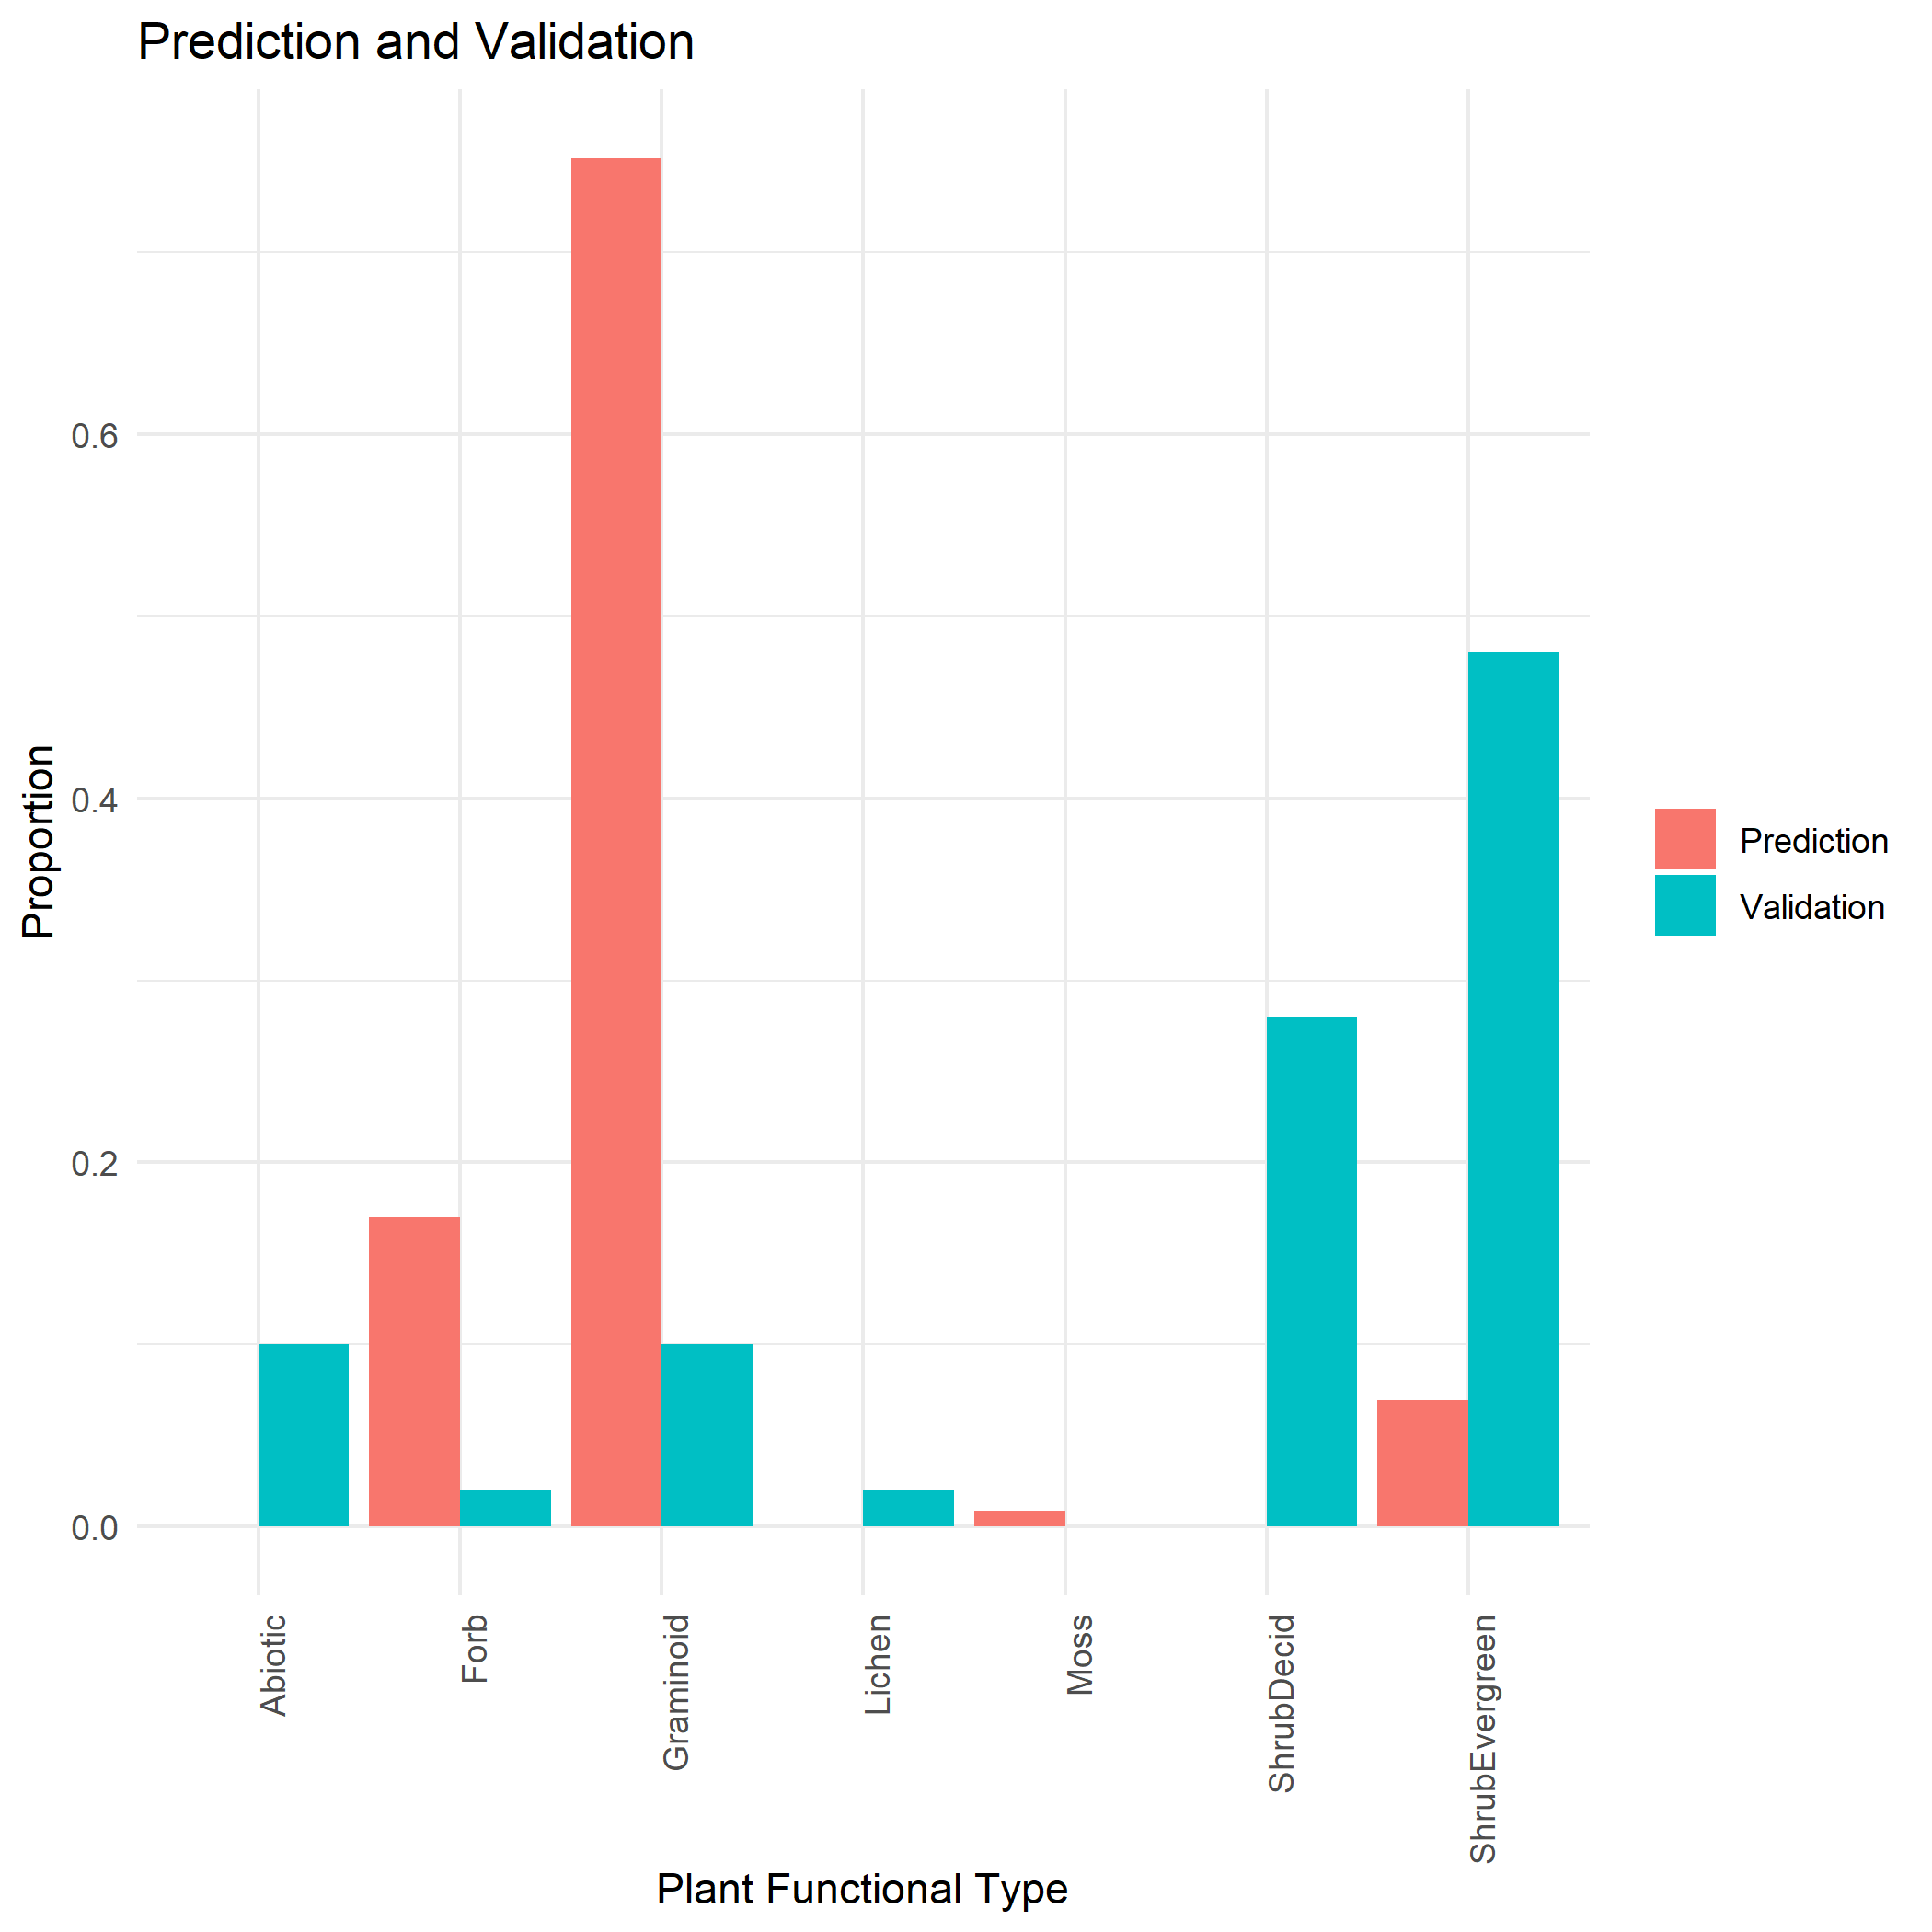 Prediction and Validation
Proportion
0.6
0.4
0.2
0.0
Prediction
Validation
Abiotic
Forb
Graminoid
Lichen
Moss
ShrubDecid
ShrubEvergreen
Plant Functional Type